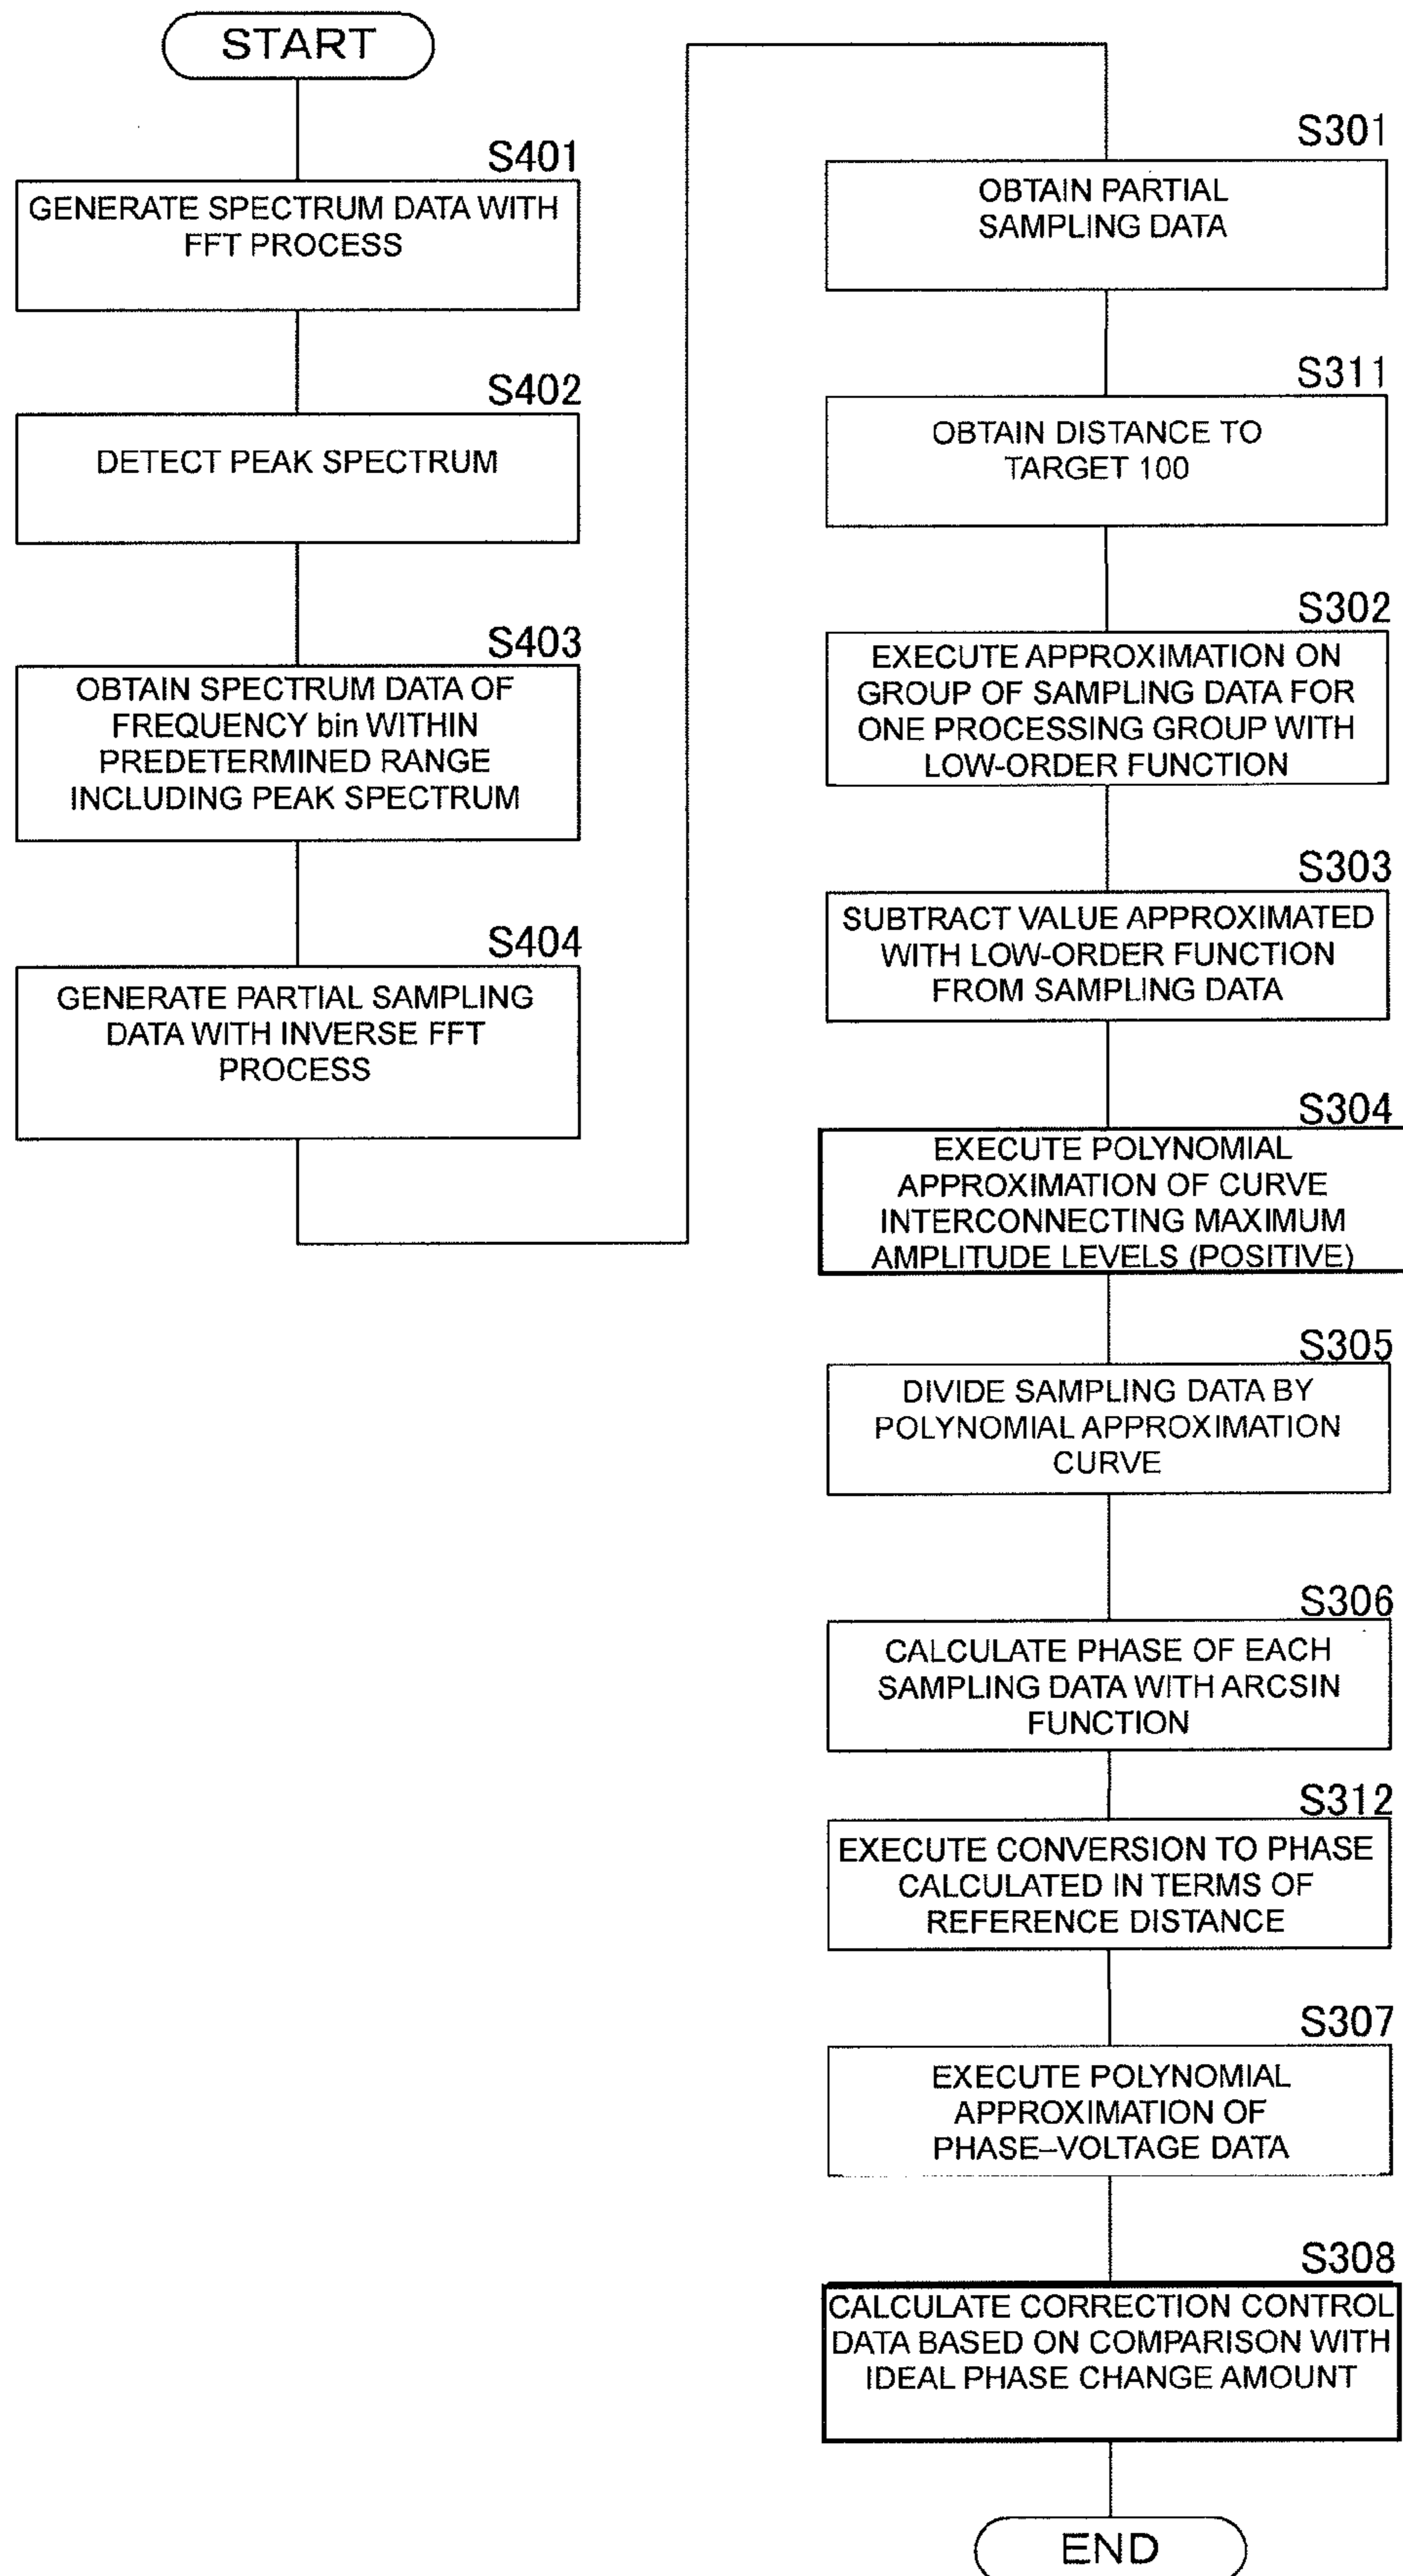 START
S401
GENERATE SPECTRUM DATA WITH
FFT PROCESS
S402
DETECT PEAK SPECTRUM
S403
OBTAIN SPECTRUM DATA OF
FREQUENCY bin WITHIN
PREDETERMINED RANGE
INCLUDING PEAK SPECTRUM
S404
GENERATE PARTIAL SAMPLING
DATA WITH INVERSE FFT
PROCESS
S301
OBTAIN PARTIAL
SAMPLING DATA
S311
OBTAIN DISTANCE TO
TARGET 100
S302
EXECUTE APPROXIMATION ON
GROUP OF SAMPLING DATA FOR
ONE PROCESSING GROUP WITH
LOW-ORDER FUNCTION
S303
SUBTRACT VALUE APPROXIMATED
WITH LOW-ORDER FUNCTION
FROM SAMPLING DATA
S304
EXECUTE POLYNOMIAL
APPROXIMATION OF CURVE
INTERCONNECTING MAXIMUM
AMPLITUDE LEVELS (POSITIVE)
S305
DIVIDE SAMPLING DATA BY
POLYNOMIAL APPROXIMATION
CURVE
S306
CALCULATE PHASE OF EACH
SAMPLING DATA WITH ARCSIN
FUNCTION
S312
EXECUTE CONVERSION TO PHASE
CALCULATED IN TERMS OF
REFERENCE DISTANCE
S307
EXECUTE POLYNOMIAL
APPROXIMATION OF
PHASE–VOLTAGE DATA
S308
CALCULATE CORRECTION CONTROL
DATA BASED ON COMPARISON WITH
IDEAL PHASE CHANGE AMOUNT
END